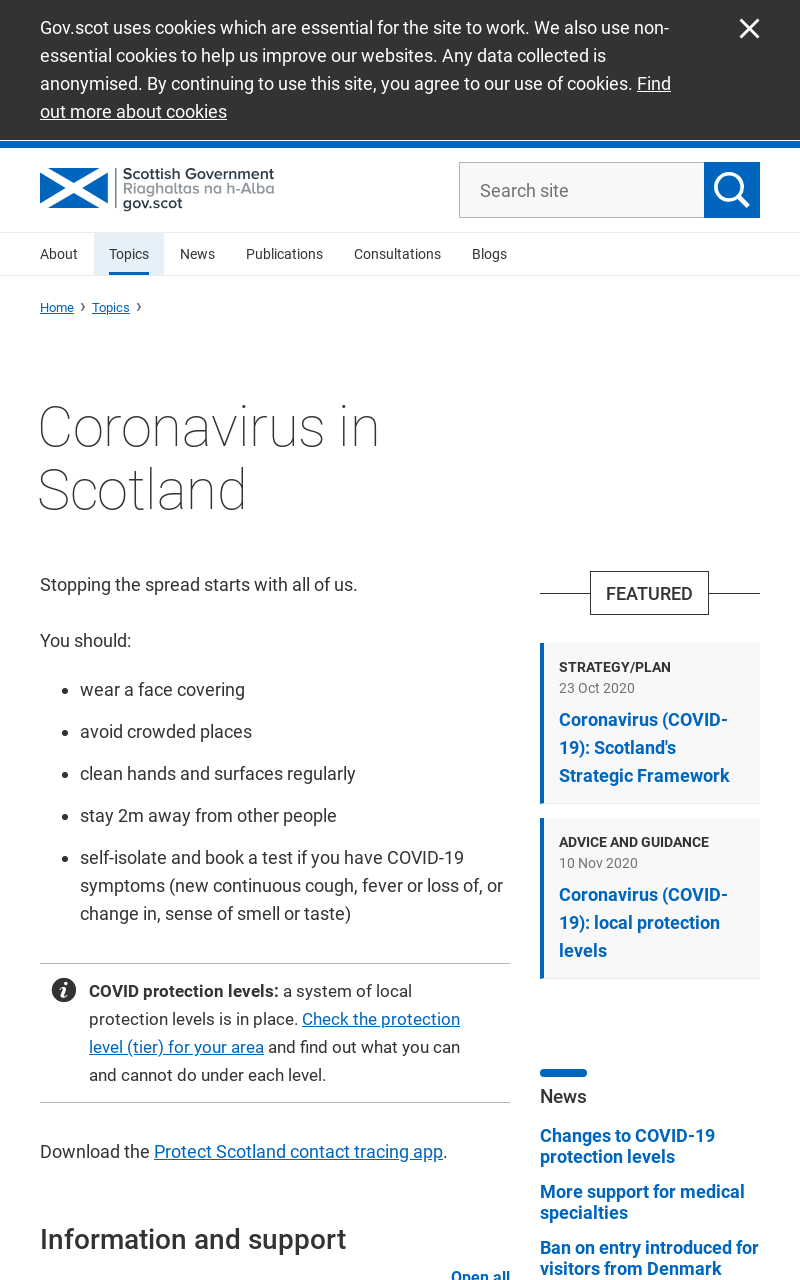 Gov.scot uses cookies which are essential for the site to work. We also use non-
essential cookies to help us improve our websites. Any data collected is
anonymised. By continuing to use this site, you agree to our use of cookies. Find
out more about cookies
Scottish Government
Riaghaltas na h-Alba
gov.scot
Search site
About
Topics
News
Publications
Consultations
Blogs
Home › Topics ›
Coronavirus in
Scotland
Stopping the spread starts with all of us.
You should:
• wear a face covering
• avoid crowded places
• clean hands and surfaces regularly
• stay 2m away from other people
• self-isolate and book a test if you have COVID-19
symptoms (new continuous cough, fever or loss of, or
change in, sense of smell or taste)
COVID protection levels: a system of local
protection levels is in place. Check the protection
level (tier) for your area and find out what you can
and cannot do under each level.
Download the Protect Scotland contact tracing app.
Information and support
Open all
FEATURED
STRATEGY/PLAN
23 Oct 2020
Coronavirus (COVID-
19): Scotland's
Strategic Framework
ADVICE AND GUIDANCE
10 Nov 2020
Coronavirus (COVID-
19): local protection
levels
News
Changes to COVID-19
protection levels
More support for medical
specialties
Ban on entry introduced for
visitors from Denmark